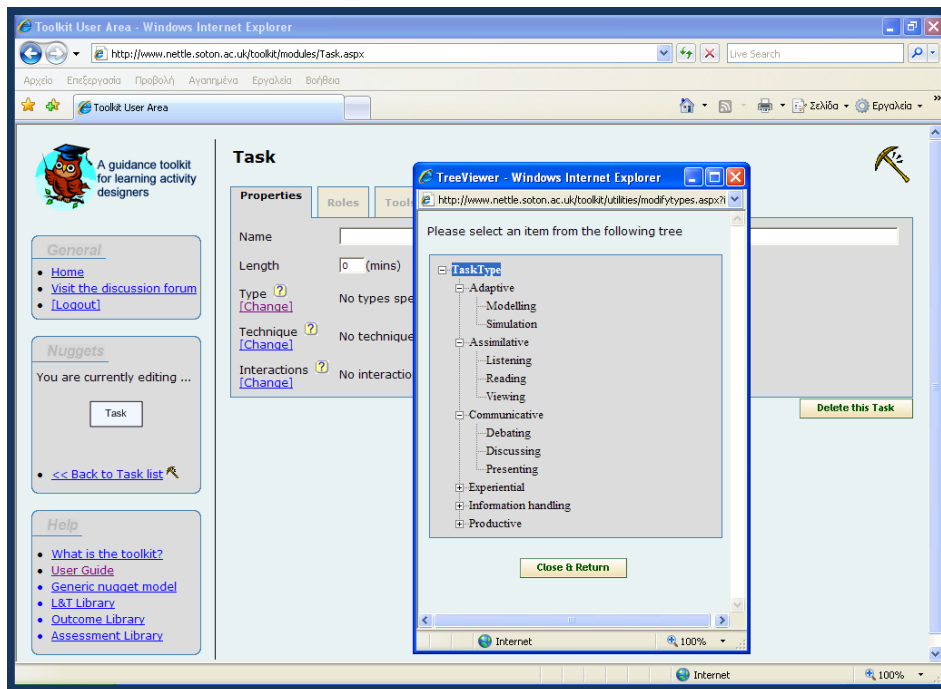 Toolkit User Area - Windows Internet Explorer
http://www.nettle.soton.ac.uk/toolkit/modules/Task.aspx
Live Search
Αρχείο Επεξεργασία Προβολή Αγαπημένα Εργαλεία Βοήθεια
Toolkit User Area
Σελίδα
Εργαλεία
A guidance toolkit
for learning activity
designers
General
Home
Visit the discussion forum
[Logout]
Nuggets
You are currently editing ...
Task
<< Back to Task list
Help
What is the toolkit?
User Guide
Generic nugget model
L&T Library
Outcome Library
Assessment Library
Task
Properties
Roles
Name
Length 0 (mins)
Type ?
[Change]
No types
Technique ?
[Change]
No technique
Interactions ?
[Change]
No
Delete this Task
TreeViewer - Windows Internet Explorer
http://www.nettle.soton.ac.uk/toolkit/utilities/modifytypes.aspx?i
Please select an item from the following tree
TaskType
Adaptive
Modelling
Simulation
Assimilative
Listening
Reading
Viewing
Communicative
Debating
Discussing
Presenting
Experiential
Information handling
Productive
Close & Return
Internet
100%
Internet
100%